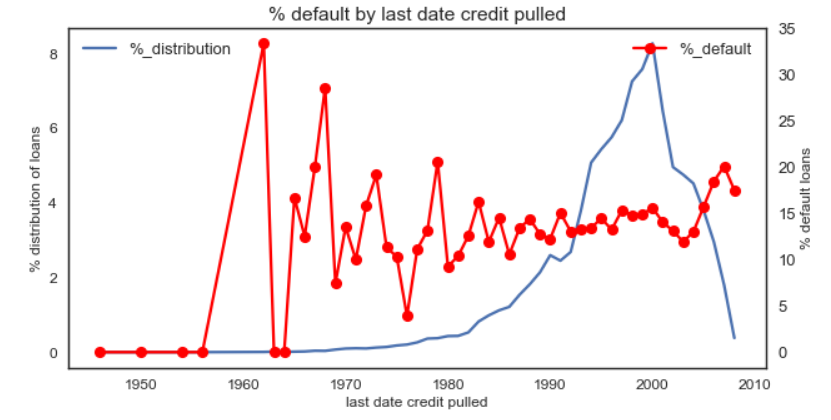 % default by last date credit pulled
%_distribution
%_default
% distribution of loans
8
6
4
2
0
35
30
25
20
15
10
5
0
% default loans
1950 1960 1970 1980 1990 2000 2010
last date credit pulled